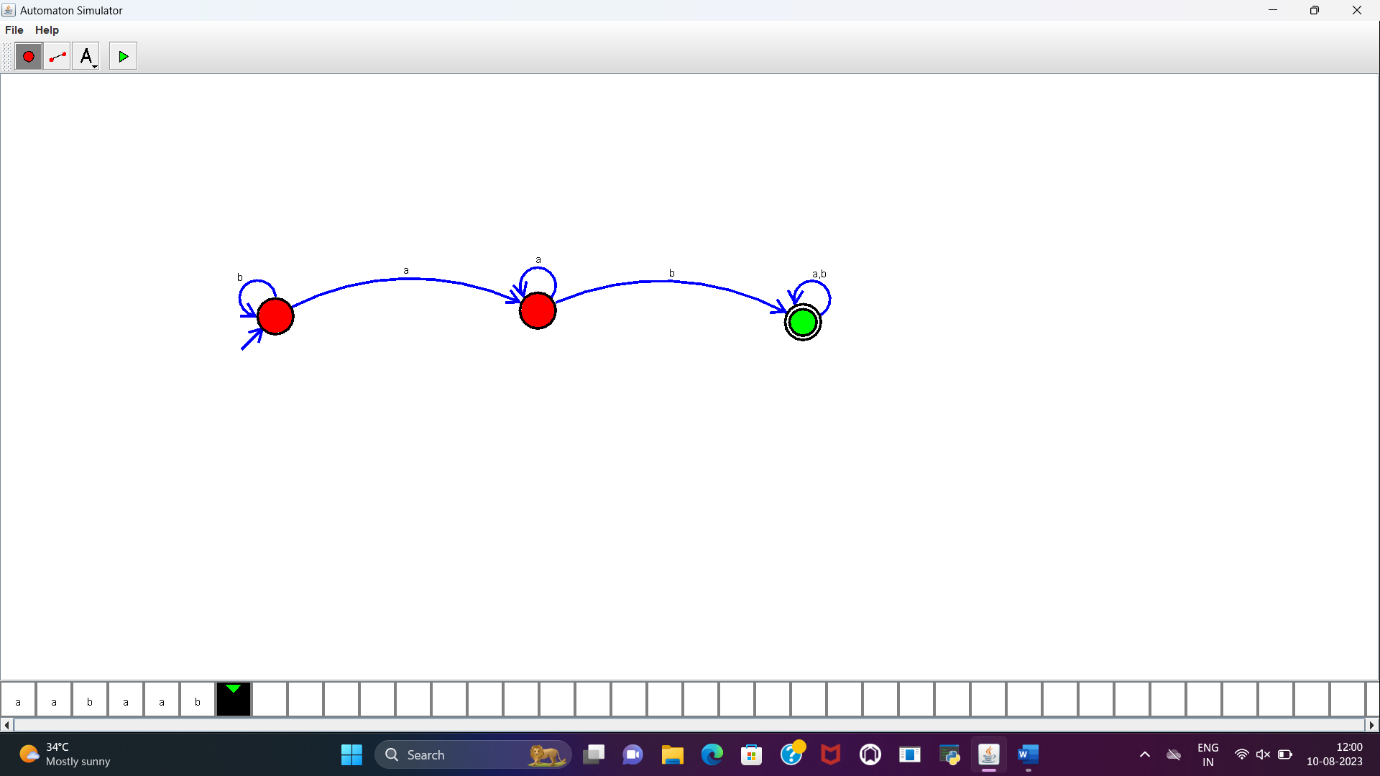 Automaton Simulator
File Help
A
b
a
a
b
a,b
a a b a a b
34°C
Mostly sunny
Search
ENG
IN
12:00
10-08-2023